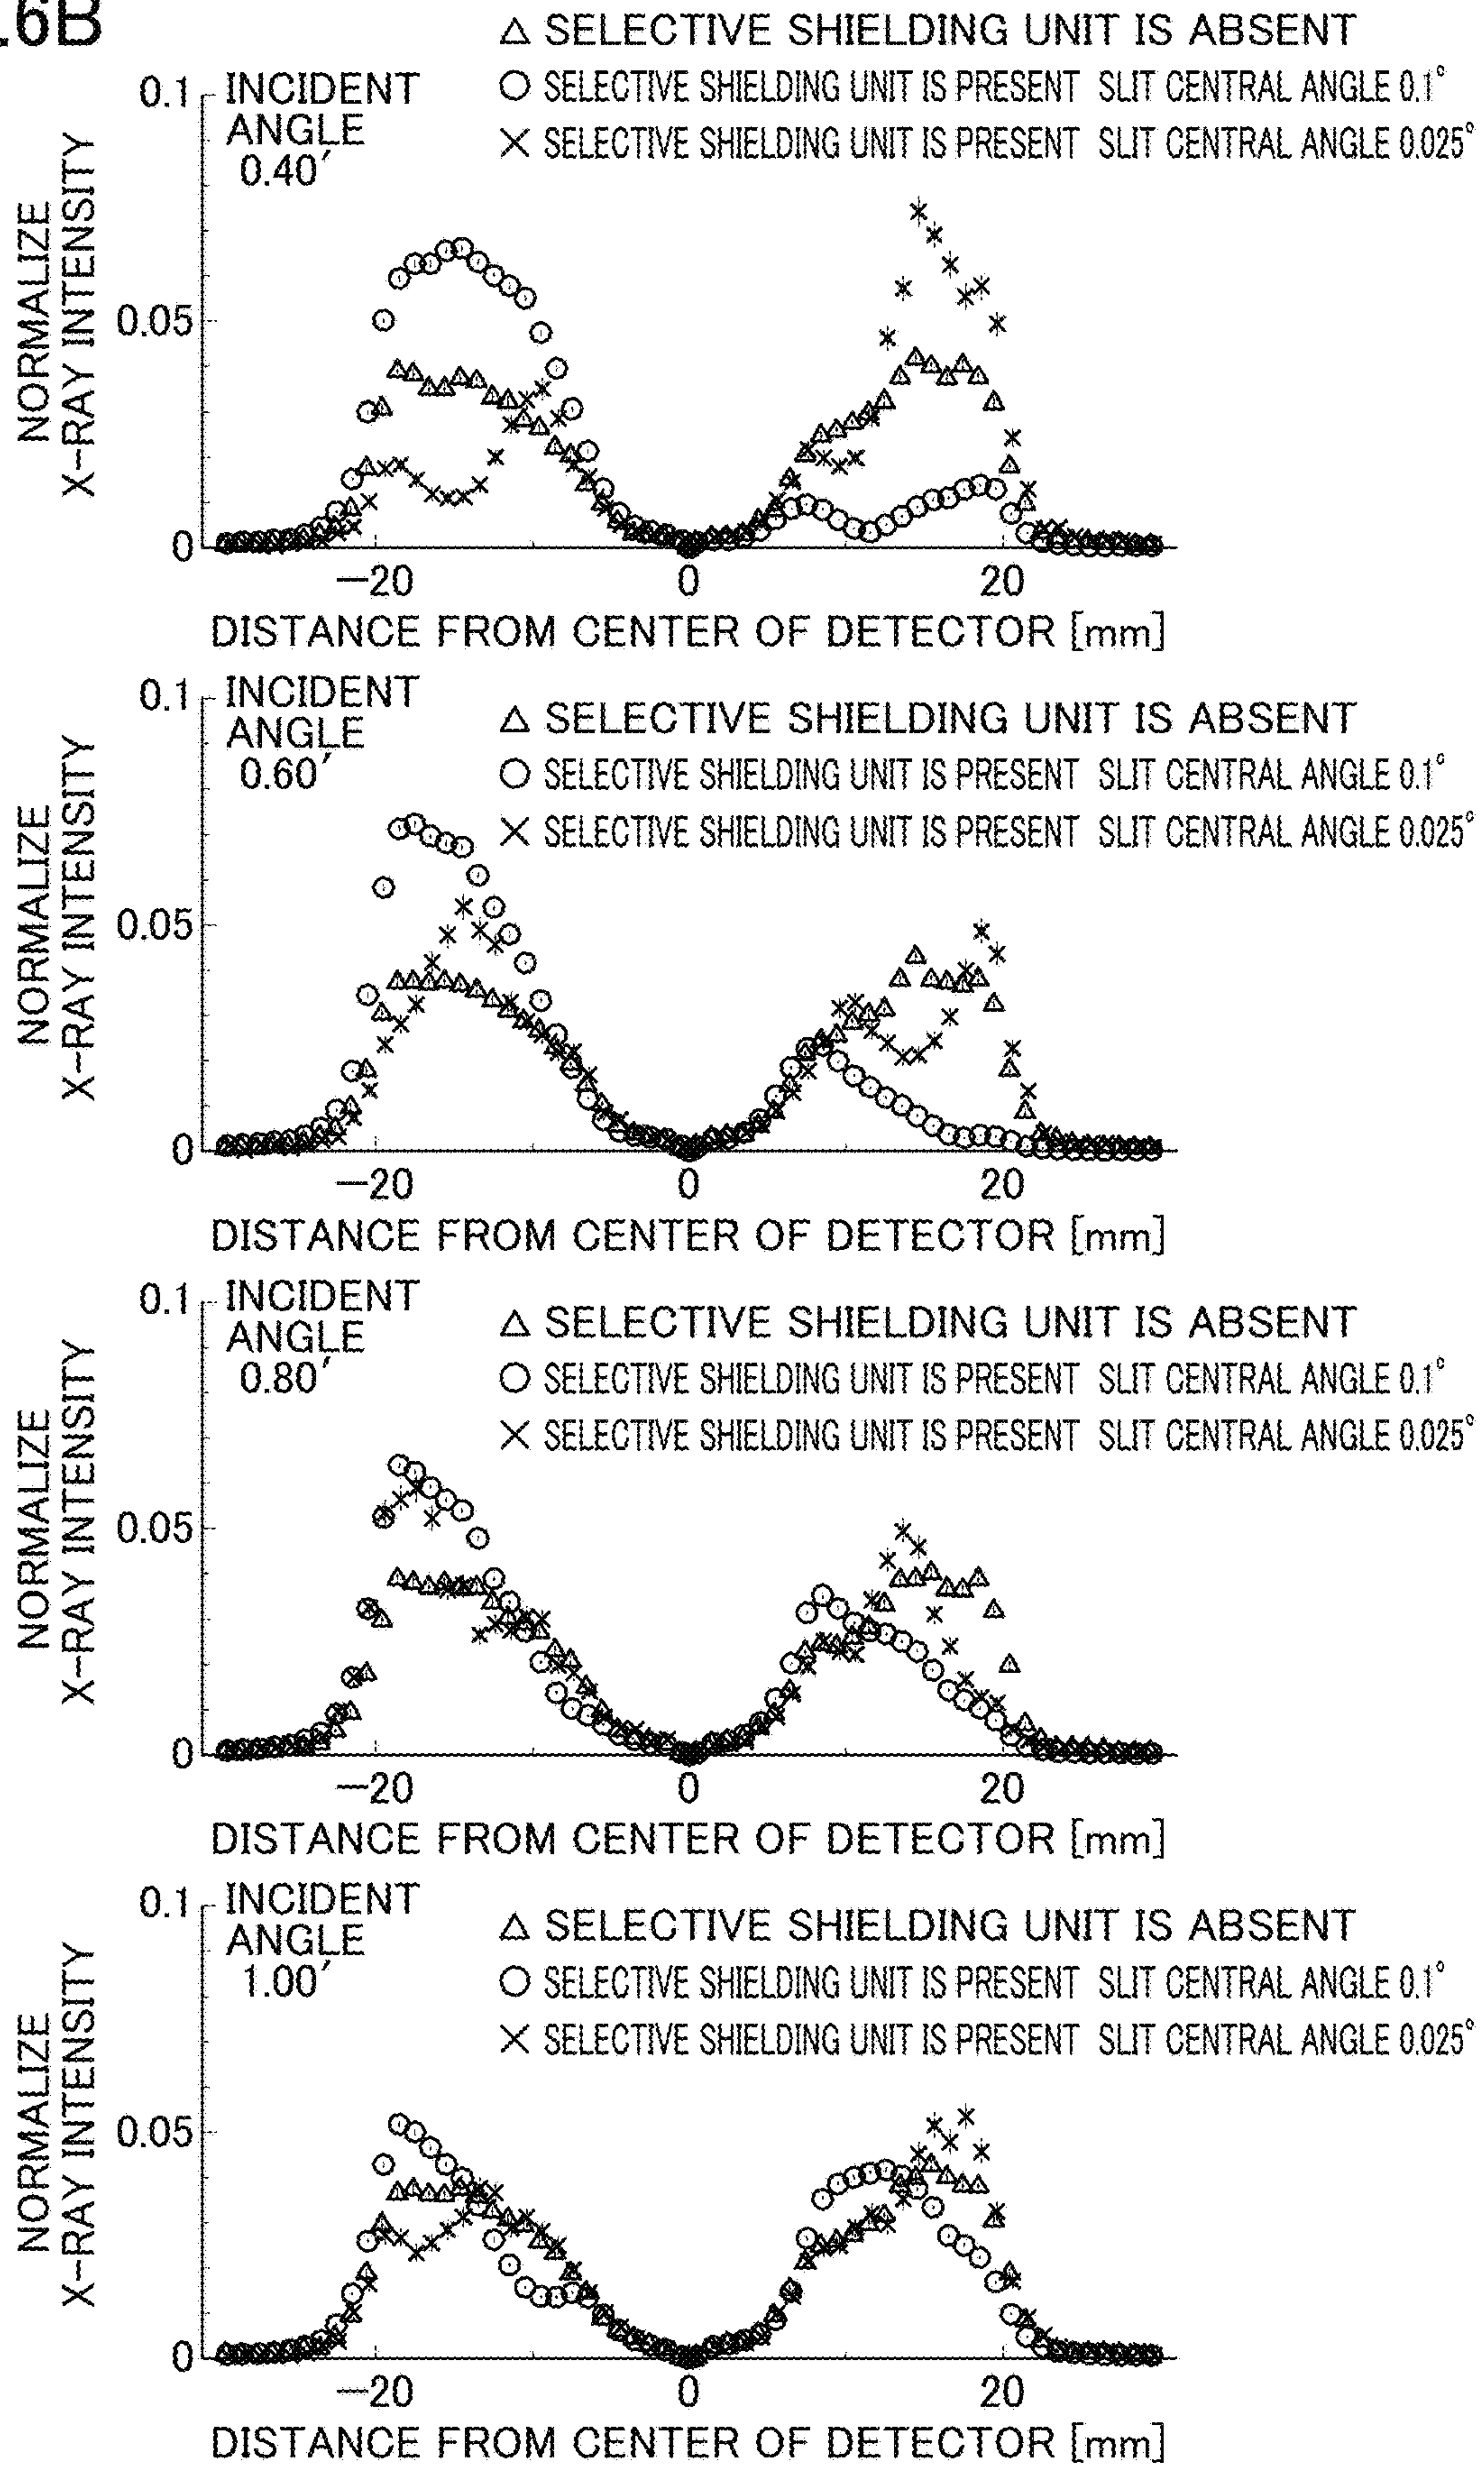 .6B
△ SELECTIVE SHIELDING UNIT IS ABSENT
○ SELECTIVE SHIELDING UNIT IS PRESENT SLIT CENTRAL ANGLE 0.1°
× SELECTIVE SHIELDING UNIT IS PRESENT SLIT CENTRAL ANGLE 0.025°
INCIDENT
ANGLE
0.40′
NORMALIZE
X-RAY INTENSITY
0.1
0.05
0
-20 0 20
DISTANCE FROM CENTER OF DETECTOR [mm]
INCIDENT
ANGLE
0.60′
△ SELECTIVE SHIELDING UNIT IS ABSENT
○ SELECTIVE SHIELDING UNIT IS PRESENT SLIT CENTRAL ANGLE 0.1°
× SELECTIVE SHIELDING UNIT IS PRESENT SLIT CENTRAL ANGLE 0.025°
NORMALIZE
X-RAY INTENSITY
0.1
0.05
0
-20 0 20
DISTANCE FROM CENTER OF DETECTOR [mm]
INCIDENT
ANGLE
0.80′
△ SELECTIVE SHIELDING UNIT IS ABSENT
○ SELECTIVE SHIELDING UNIT IS PRESENT SLIT CENTRAL ANGLE 0.1°
× SELECTIVE SHIELDING UNIT IS PRESENT SLIT CENTRAL ANGLE 0.025°
NORMALIZE
X-RAY INTENSITY
0.1
0.05
0
-20 0 20
DISTANCE FROM CENTER OF DETECTOR [mm]
INCIDENT
ANGLE
1.00′
△ SELECTIVE SHIELDING UNIT IS ABSENT
○ SELECTIVE SHIELDING UNIT IS PRESENT SLIT CENTRAL ANGLE 0.1°
× SELECTIVE SHIELDING UNIT IS PRESENT SLIT CENTRAL ANGLE 0.025°
NORMALIZE
X-RAY INTENSITY
0.1
0.05
0
-20 0 20
DISTANCE FROM CENTER OF DETECTOR [mm]